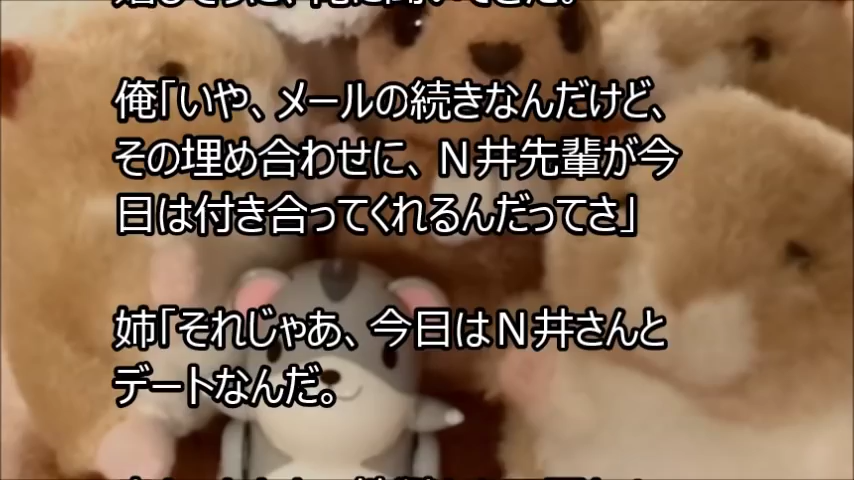 俺「いや、メールの続きなんだけど、
その埋め合わせに、Ｎ井先輩が今
日は付き合ってくれるんだってさ」
姉「それじゃあ、今日はＮ井さんと
デートなんだ。